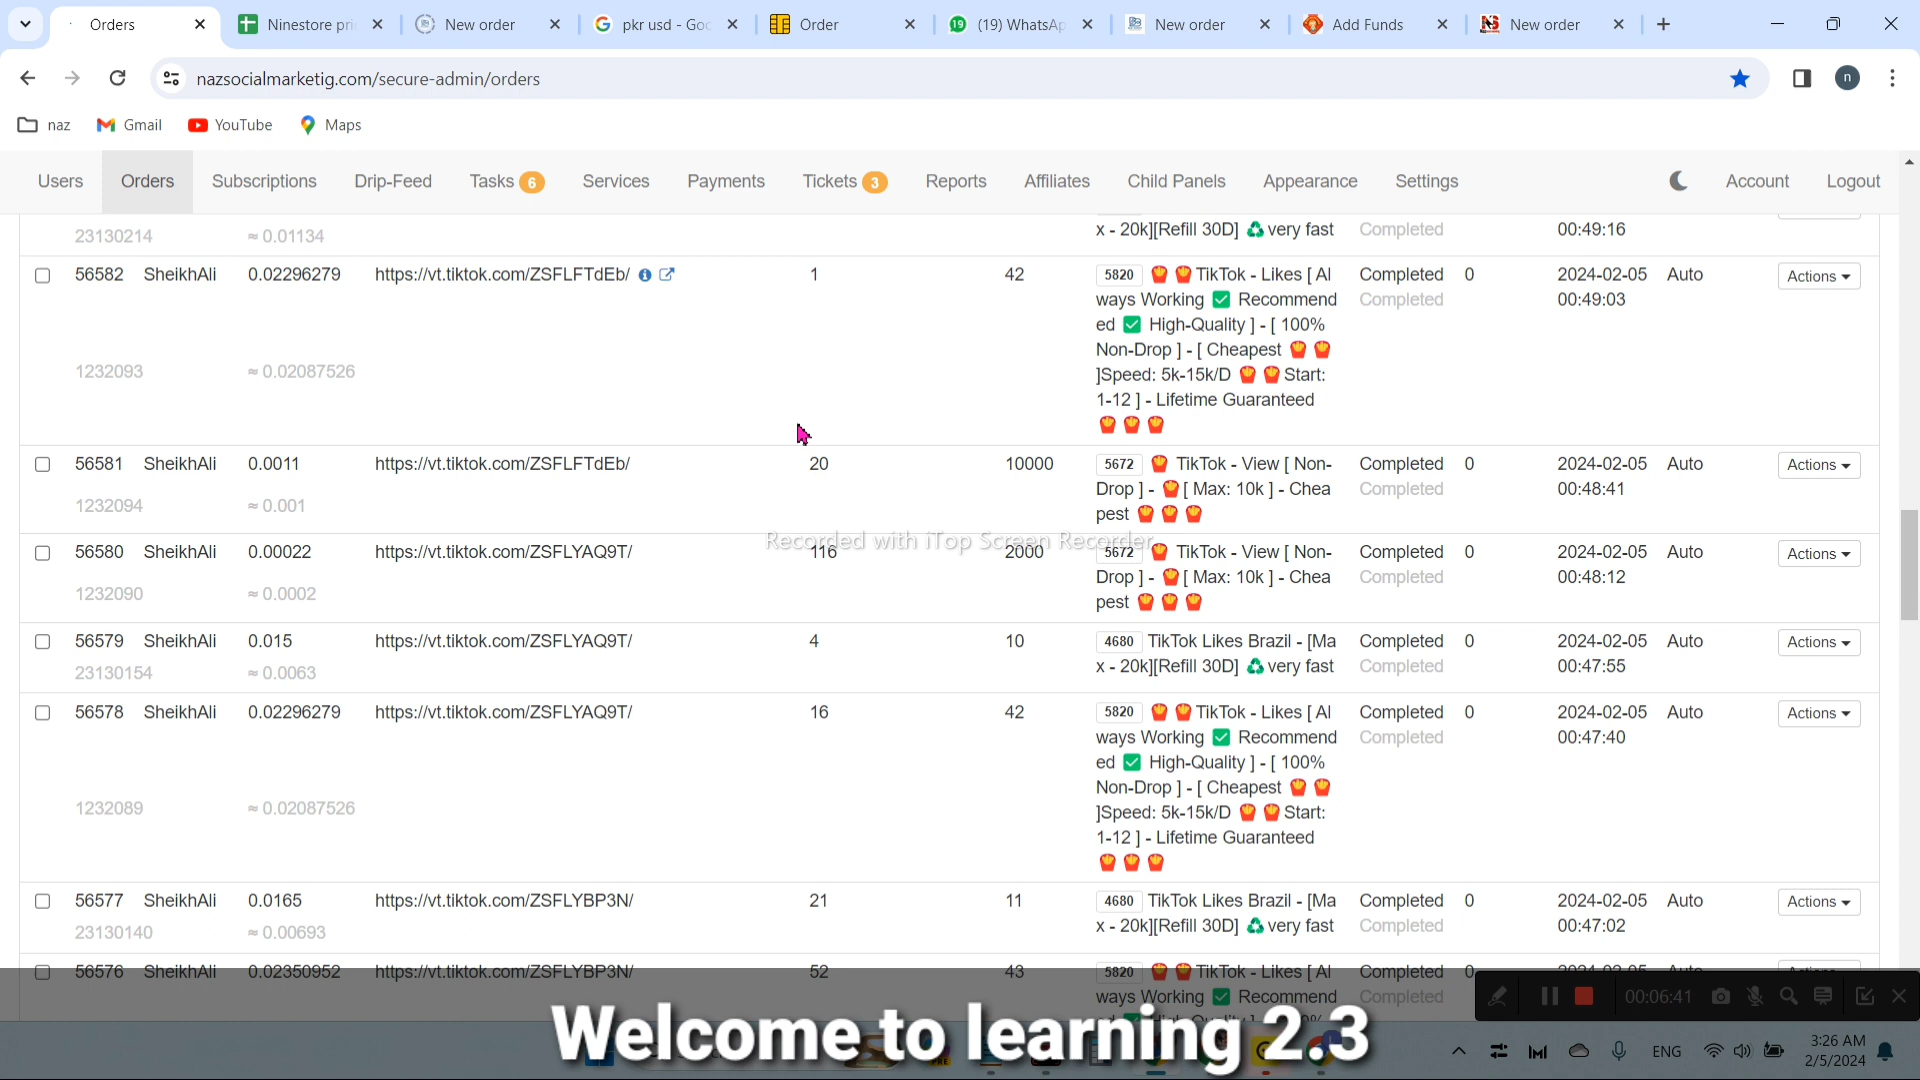 Orders
Ninestore pri
New order
pkr usd - Goo
Order
(19) WhatsAp
New order
Add Funds
New order
nazsocialmarketig.com/secure-admin/orders
n
naz
Gmail
YouTube
Maps
Users
Orders
Subscriptions
Drip-Feed
Tasks 6
Services
Payments
Tickets 3
Reports
Affiliates
Child Panels
Appearance
Settings
Account
Logout
23130214 ≈ 0.01134 x - 20k][Refill 30D] ♻ very fast Completed 00:49:16
56582 SheikhAli 0.02296279 https://vt.tiktok.com/ZSFLFTdEb/ 1 42 5820 🍟 🍟 TikTok - Likes [ Al Completed 0 2024-02-05 Auto Actions
ways Working ✅ Recommend Completed 00:49:03
ed ✅ High-Quality ] - [ 100%
Non-Drop ] - [ Cheapest 🍟 🍟
1232093 ≈ 0.02087526 ]Speed: 5k-15k/D 🍟 🍟 Start:
1-12 ] - Lifetime Guaranteed
🍟 🍟 🍟
56581 SheikhAli 0.0011 https://vt.tiktok.com/ZSFLFTdEb/ 20 10000 5672 🍟 TikTok - View [ Non- Completed 0 2024-02-05 Auto Actions
Drop ] - 🍟 [ Max: 10k ] - Chea Completed 00:48:41
1232094 ≈ 0.001 pest 🍟 🍟 🍟
Recorded with iTop Screen Recorder
56580 SheikhAli 0.00022 https://vt.tiktok.com/ZSFLYAQ9T/ 116 2000 5672 🍟 TikTok - View [ Non- Completed 0 2024-02-05 Auto Actions
Drop ] - 🍟 [ Max: 10k ] - Chea Completed 00:48:12
1232090 ≈ 0.0002 pest 🍟 🍟 🍟
56579 SheikhAli 0.015 https://vt.tiktok.com/ZSFLYAQ9T/ 4 10 4680 TikTok Likes Brazil - [Ma Completed 0 2024-02-05 Auto Actions
23130154 ≈ 0.0063 x - 20k][Refill 30D] ♻ very fast Completed 00:47:55
56578 SheikhAli 0.02296279 https://vt.tiktok.com/ZSFLYAQ9T/ 16 42 5820 🍟 🍟 TikTok - Likes [ Al Completed 0 2024-02-05 Auto Actions
ways Working ✅ Recommend Completed 00:47:40
ed ✅ High-Quality ] - [ 100%
Non-Drop ] - [ Cheapest 🍟 🍟
1232089 ≈ 0.02087526 ]Speed: 5k-15k/D 🍟 🍟 Start:
1-12 ] - Lifetime Guaranteed
🍟 🍟 🍟
56577 SheikhAli 0.0165 https://vt.tiktok.com/ZSFLYBP3N/ 21 11 4680 TikTok Likes Brazil - [Ma Completed 0 2024-02-05 Auto Actions
23130140 ≈ 0.00693 x - 20k][Refill 30D] ♻ very fast Completed 00:47:02
56576 SheikhAli 0.02350952 https://vt.tiktok.com/ZSFLYBP3N/ 52 43 5820 🍟 🍟 TikTok - Likes [ Al Completed 0 2024-02-05 Auto
ways Working ✅ Recommend Completed
00:06:41
Welcome to learning 2.3
ENG
3:26 AM
2/5/2024